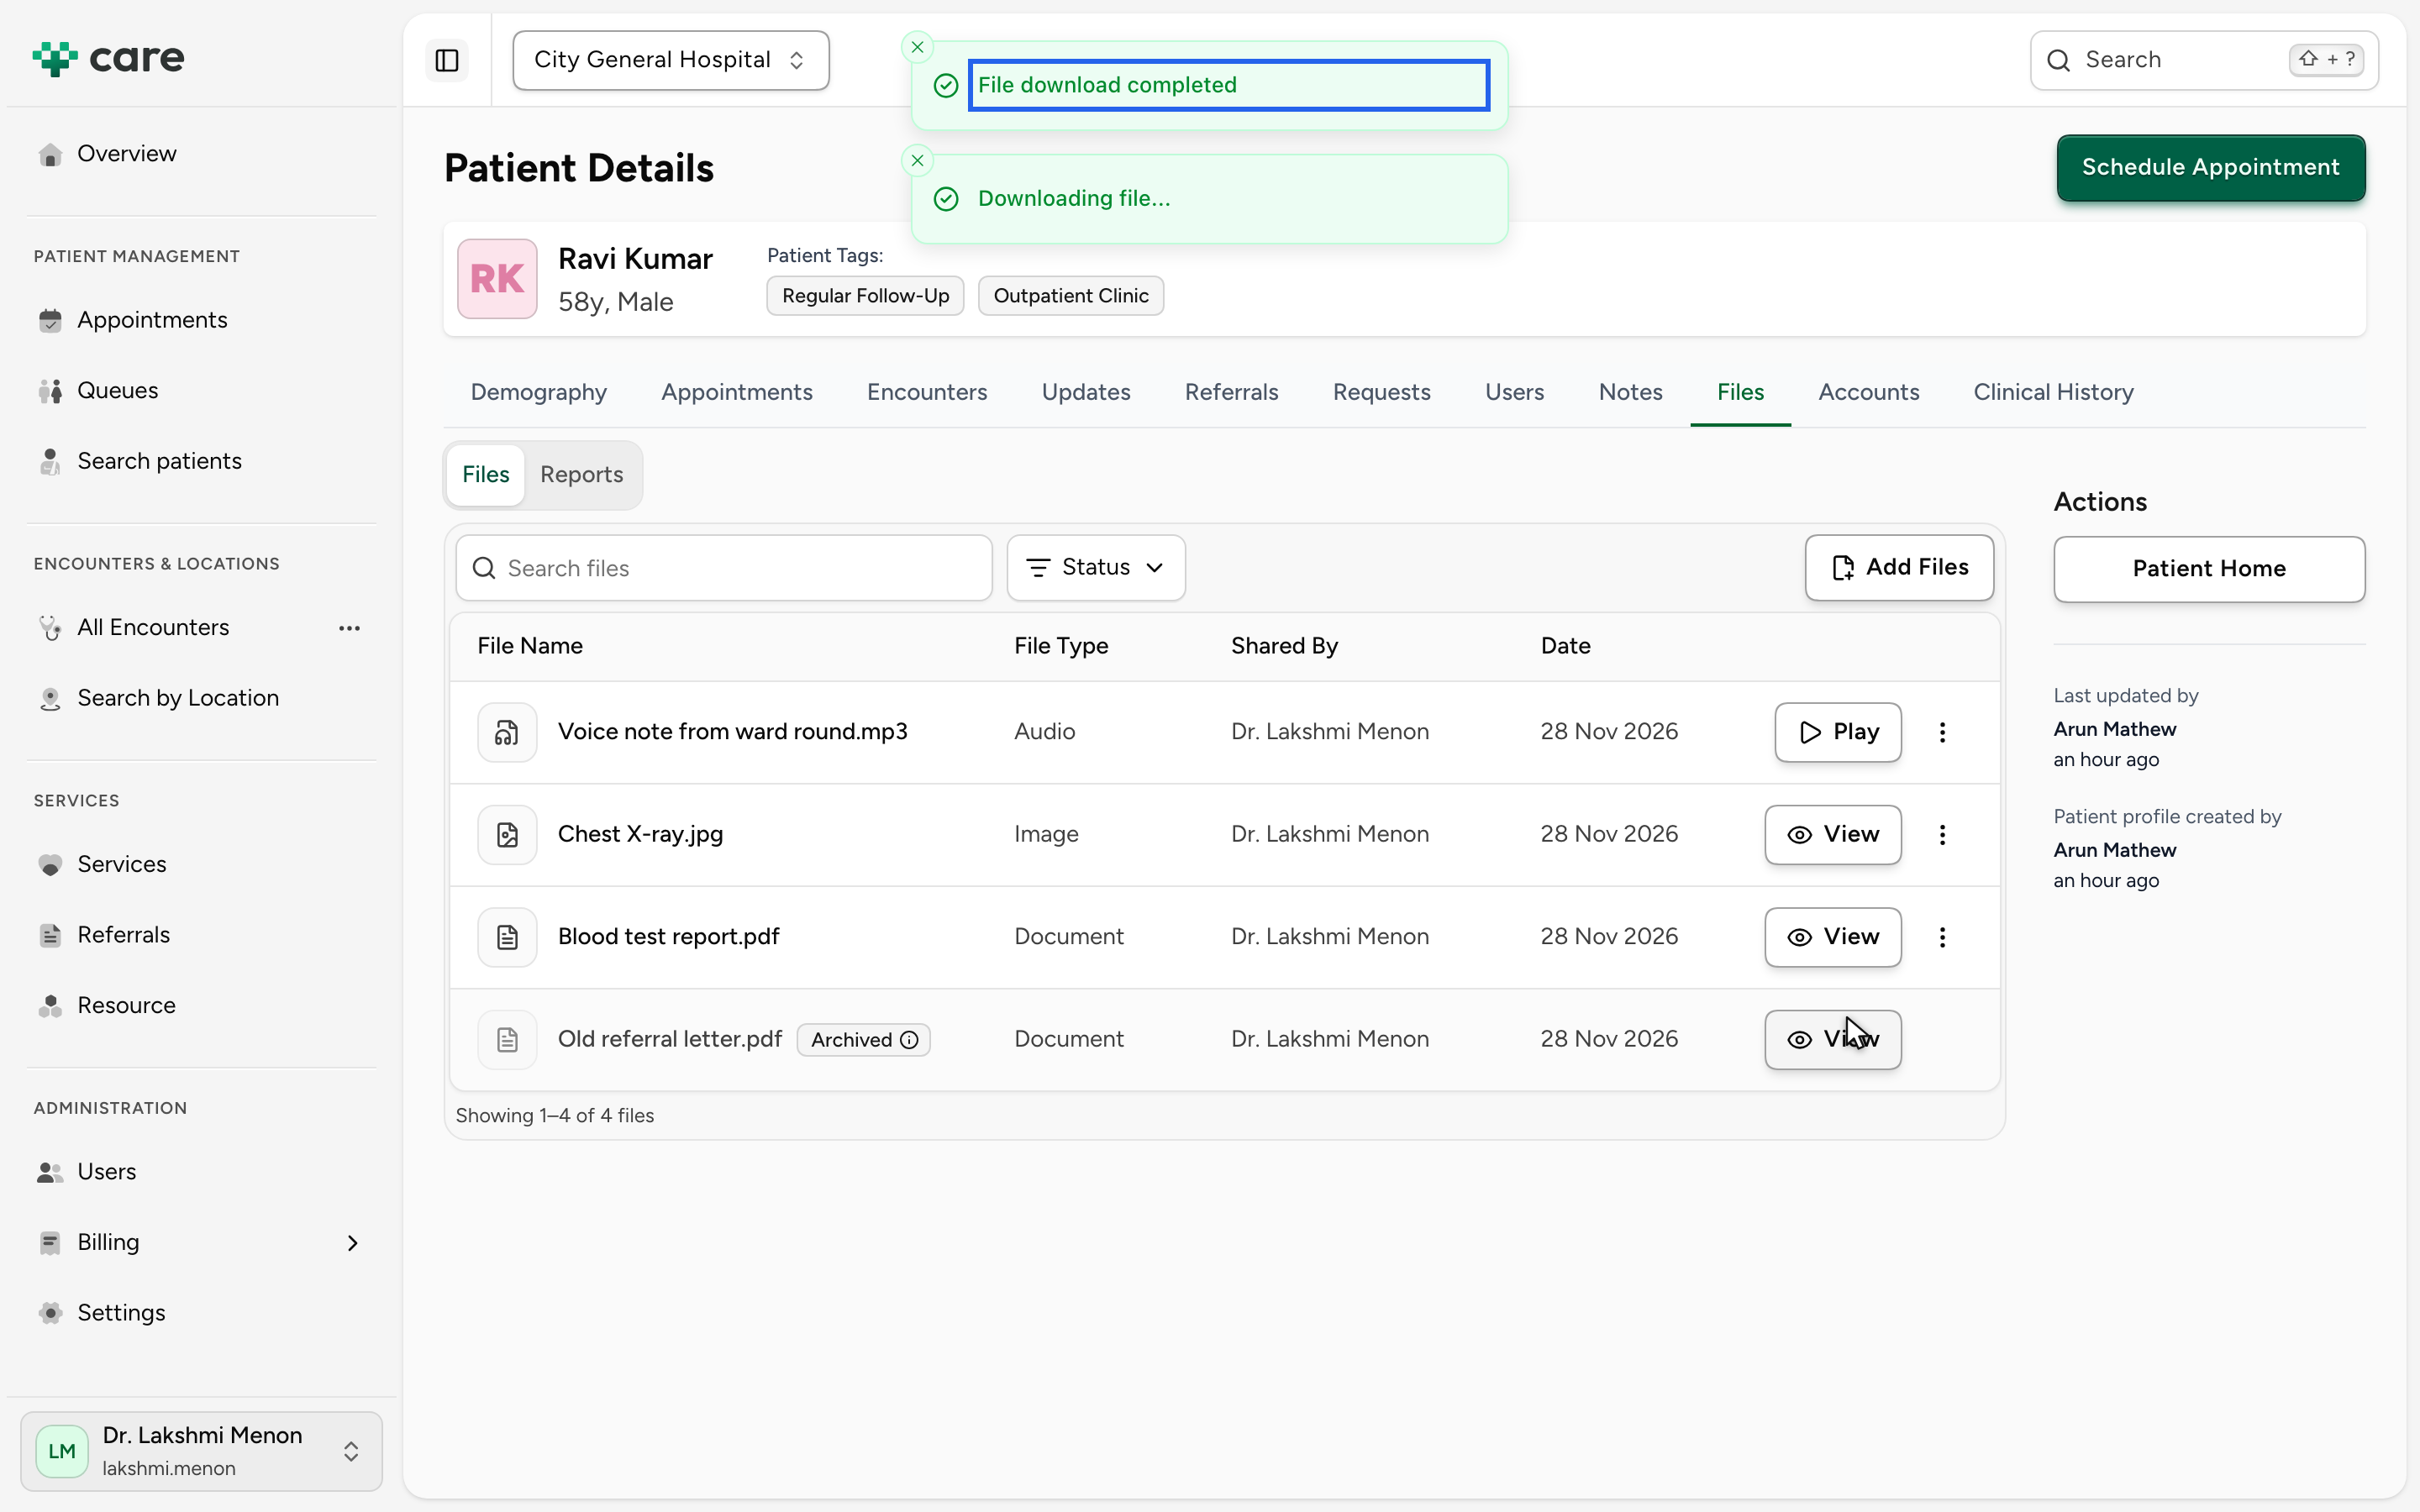 care
City General Hospital
File download completed
Search
⇧ + ?
Overview
Patient Details
Downloading file...
Schedule Appointment
PATIENT MANAGEMENT
RK
Ravi Kumar
58y, Male
Patient Tags:
Regular Follow-Up
Outpatient Clinic
Appointments
Queues
Search patients
Demography
Appointments
Encounters
Updates
Referrals
Requests
Users
Notes
Files
Accounts
Clinical History
Files
Reports
ENCOUNTERS & LOCATIONS
All Encounters
Search by Location
Search files
Status
Add Files
Actions
Patient Home
File Name
File Type
Shared By
Date
Voice note from ward round.mp3
Audio
Dr. Lakshmi Menon
28 Nov 2026
Play
Chest X-ray.jpg
Image
Dr. Lakshmi Menon
28 Nov 2026
View
Blood test report.pdf
Document
Dr. Lakshmi Menon
28 Nov 2026
View
Old referral letter.pdf
Archived
Document
Dr. Lakshmi Menon
28 Nov 2026
View
Showing 1–4 of 4 files
Last updated by
Arun Mathew
an hour ago
Patient profile created by
Arun Mathew
an hour ago
SERVICES
Services
Referrals
Resource
ADMINISTRATION
Users
Billing
Settings
LM
Dr. Lakshmi Menon
lakshmi.menon